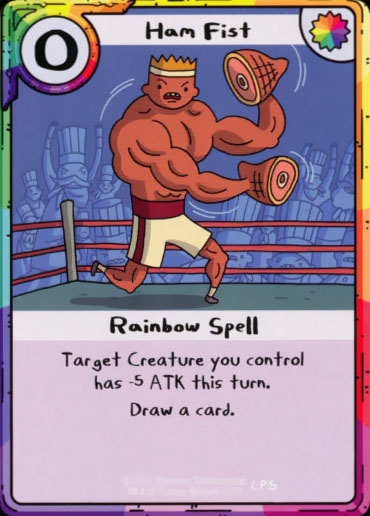 0
Ham Fist
Rainbow Spell
Target Creature you control
has -5 ATK this turn.
Draw a card.
CPS